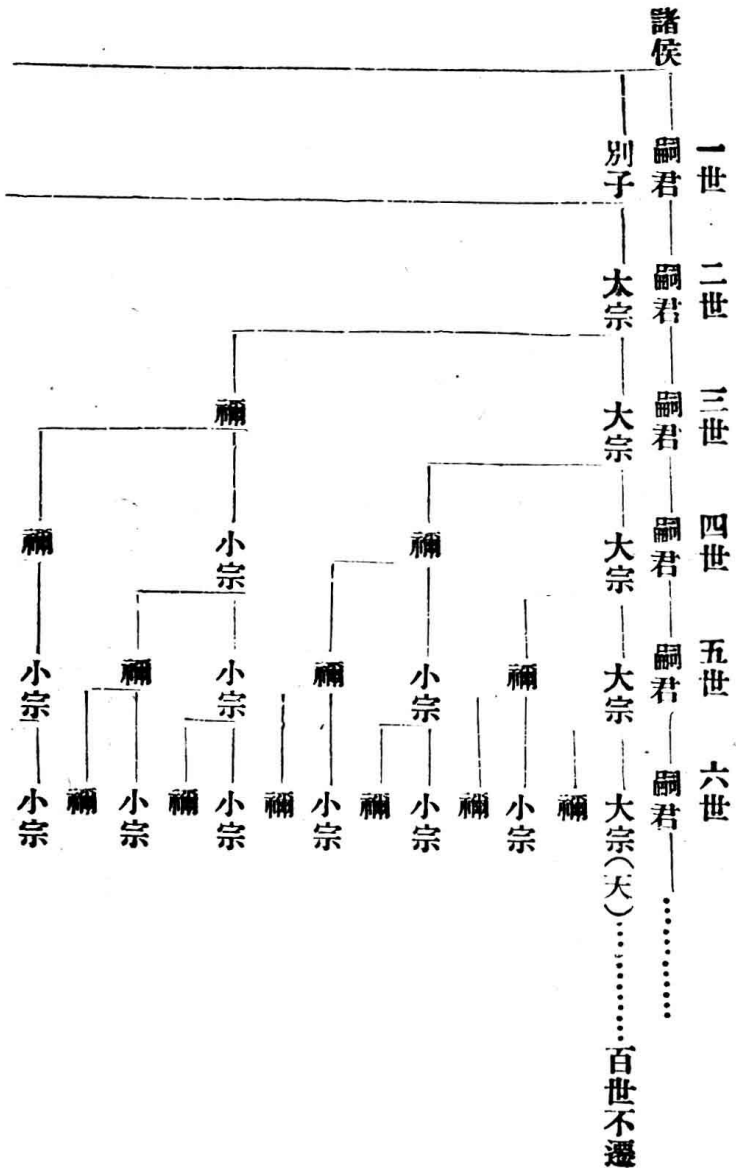 一世 二世 三世 四世 五世 六世
諸侯 嗣君 嗣君 嗣君 嗣君 嗣君 嗣君…………
別子 太宗 大宗 大宗 大宗 大宗(大)…………百世不遷
禰
禰 小宗
禰
禰 小宗 小宗
禰
禰 小宗
禰
禰 小宗 小宗 小宗
禰
禰 小宗
禰
禰 小宗 小宗